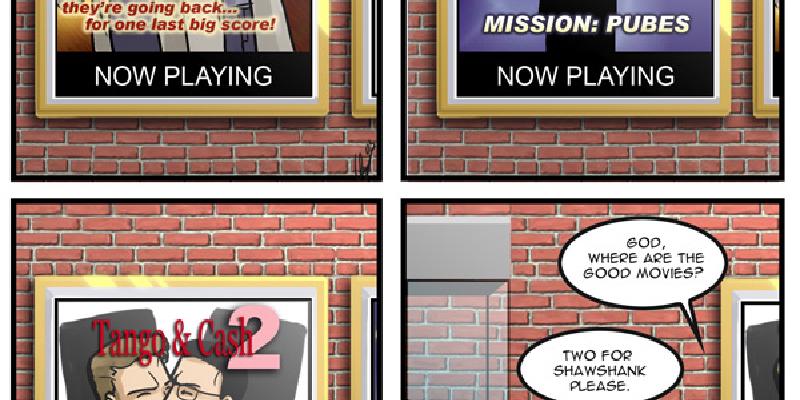 they're going back...
for one last big score!
NOW PLAYING
MISSION: PUBES
NOW PLAYING
Tango & Cash 2
GOD,
WHERE ARE THE
GOOD MOVIES?
TWO FOR
SHAWSHANK
PLEASE.